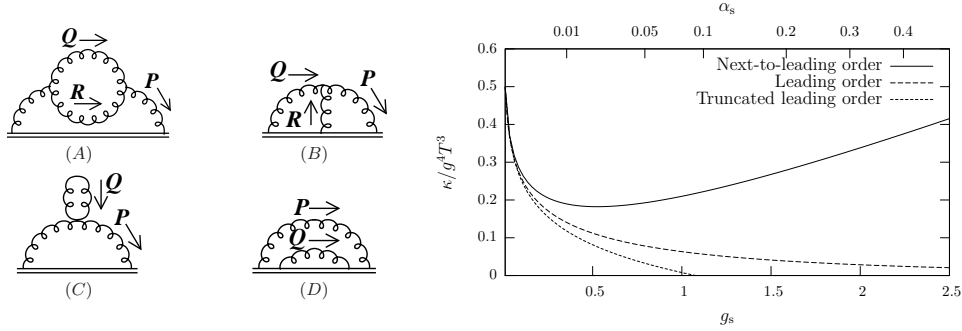 Q
P
R
(A)
Q
P
R
(B)
Q
P
(C)
P
Q
(D)
α_s
0.01 0.05 0.1 0.2 0.3 0.4
Next-to-leading order
Leading order
Truncated leading order
κ/g⁴T³
0.6
0.5
0.4
0.3
0.2
0.1
0
0.5 1 1.5 2 2.5
g_s